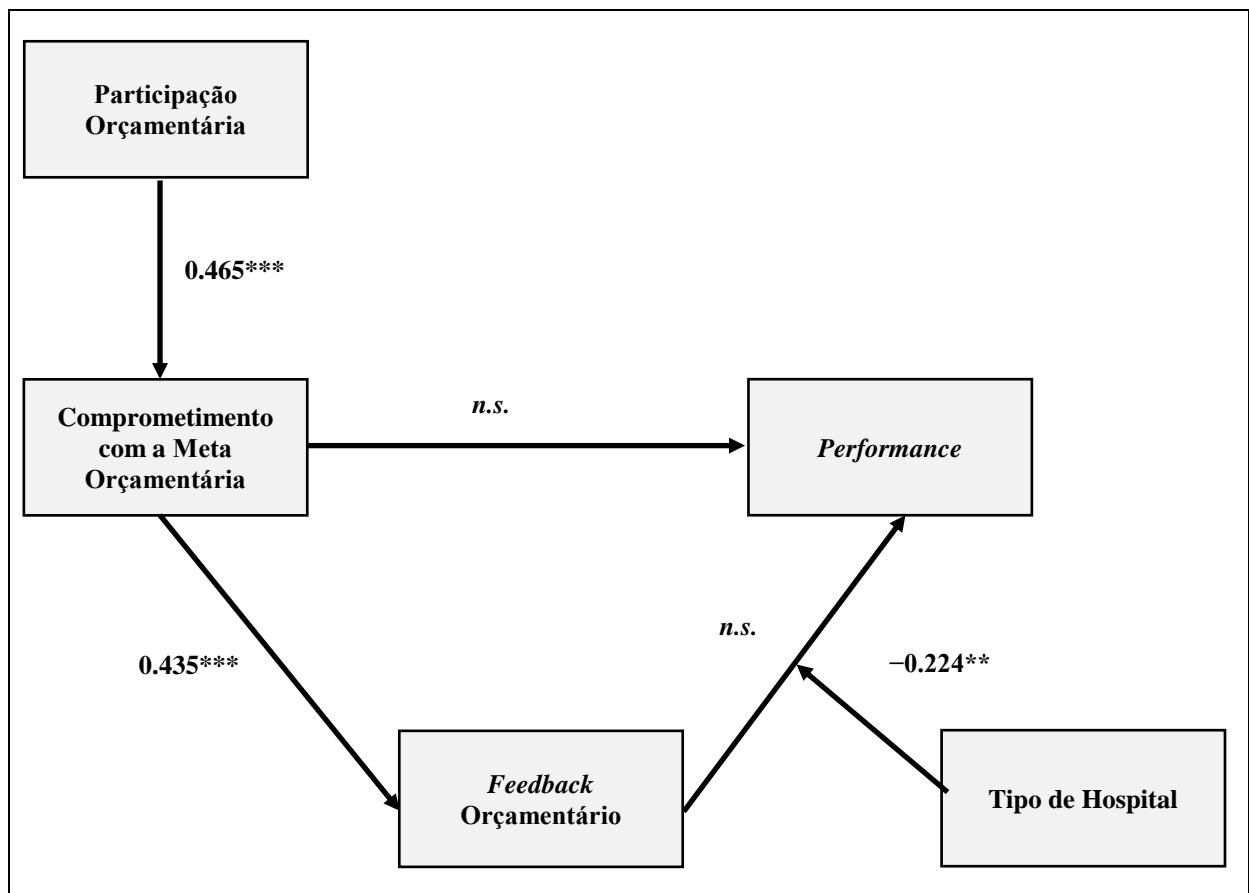 Participação
Orçamentária
0.465***
Comprometimento
com a Meta
Orçamentária
n.s.
Performance
0.435***
n.s.
−0.224**
Feedback
Orçamentário
Tipo de Hospital